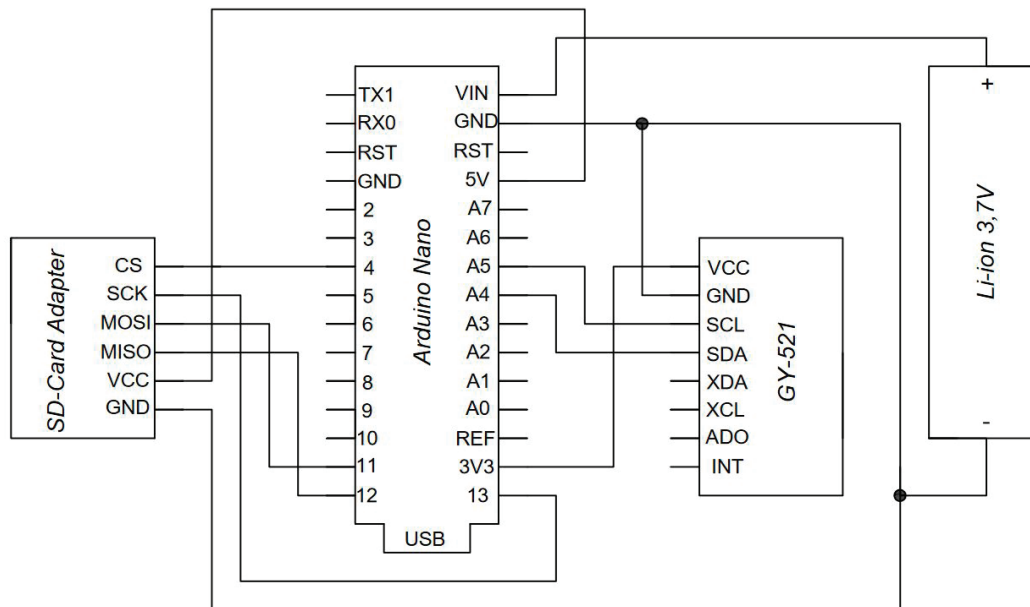 SD-Card Adapter
CS
SCK
MOSI
MISO
VCC
GND
Arduino Nano
TX1
RX0
RST
GND
2
3
4
5
6
7
8
9
10
11
12
VIN
GND
RST
5V
A7
A6
A5
A4
A3
A2
A1
A0
REF
3V3
13
USB
GY-521
VCC
GND
SCL
SDA
XDA
XCL
ADO
INT
Li-ion 3,7V
+
-